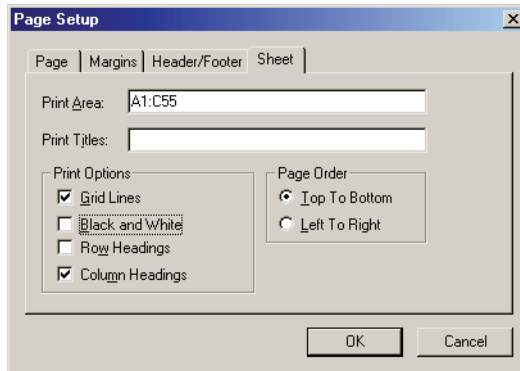 Page Setup
Page Margins Header/Footer Sheet
Print Area: A1:C55
Print Titles:
Print Options
Grid Lines
Black and White
Row Headings
Column Headings
Page Order
Top To Bottom
Left To Right
OK Cancel